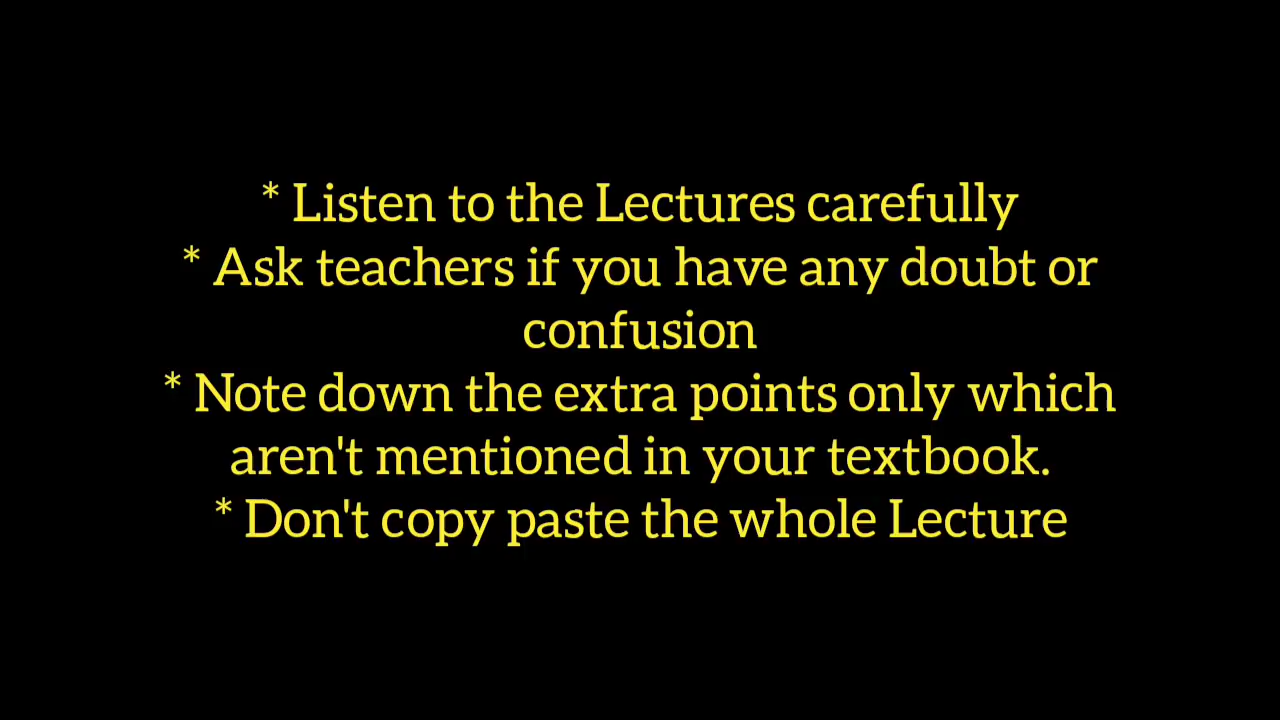 * Listen to the Lectures carefully
* Ask teachers if you have any doubt or
confusion
* Note down the extra points only which
aren't mentioned in your textbook.
* Don't copy paste the whole Lecture